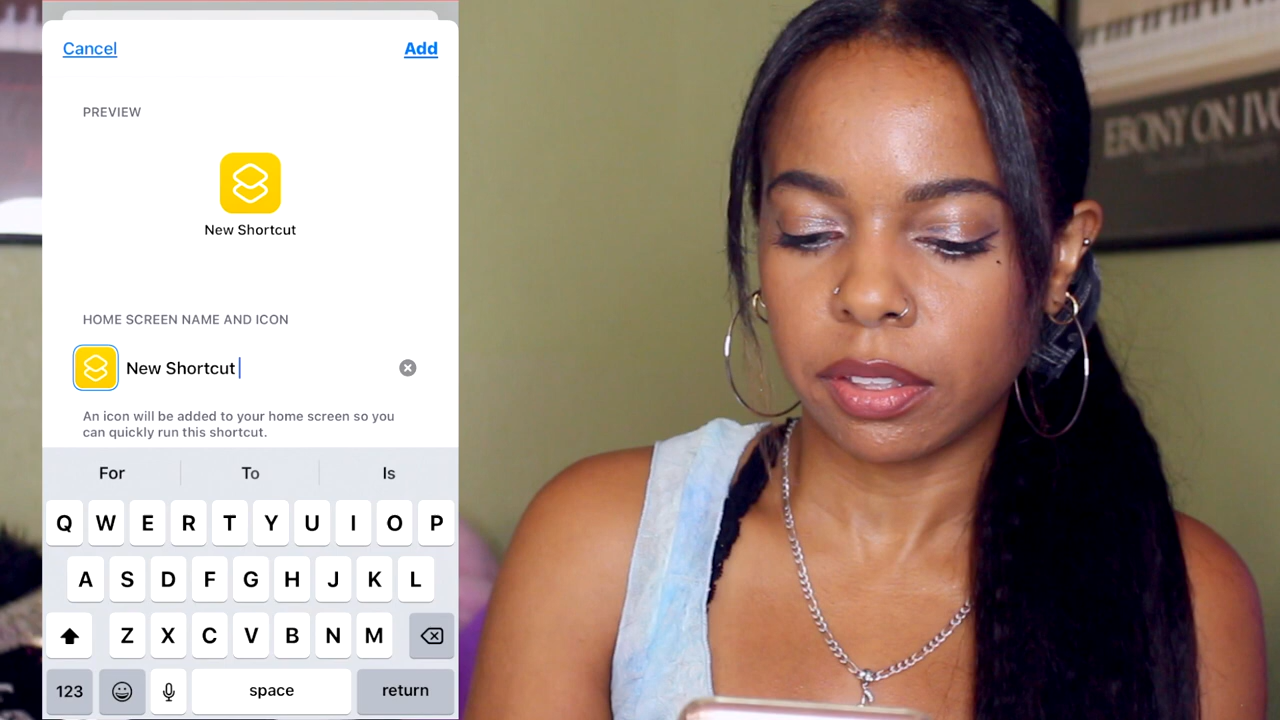 Cancel
Add
PREVIEW
New Shortcut
HOME SCREEN NAME AND ICON
New Shortcut
An icon will be added to your home screen so you
can quickly run this shortcut.
For To Is
Q W E R T Y U I O P
A S D F G H J K L
Z X C V B N M
123 space return
EBONY ON